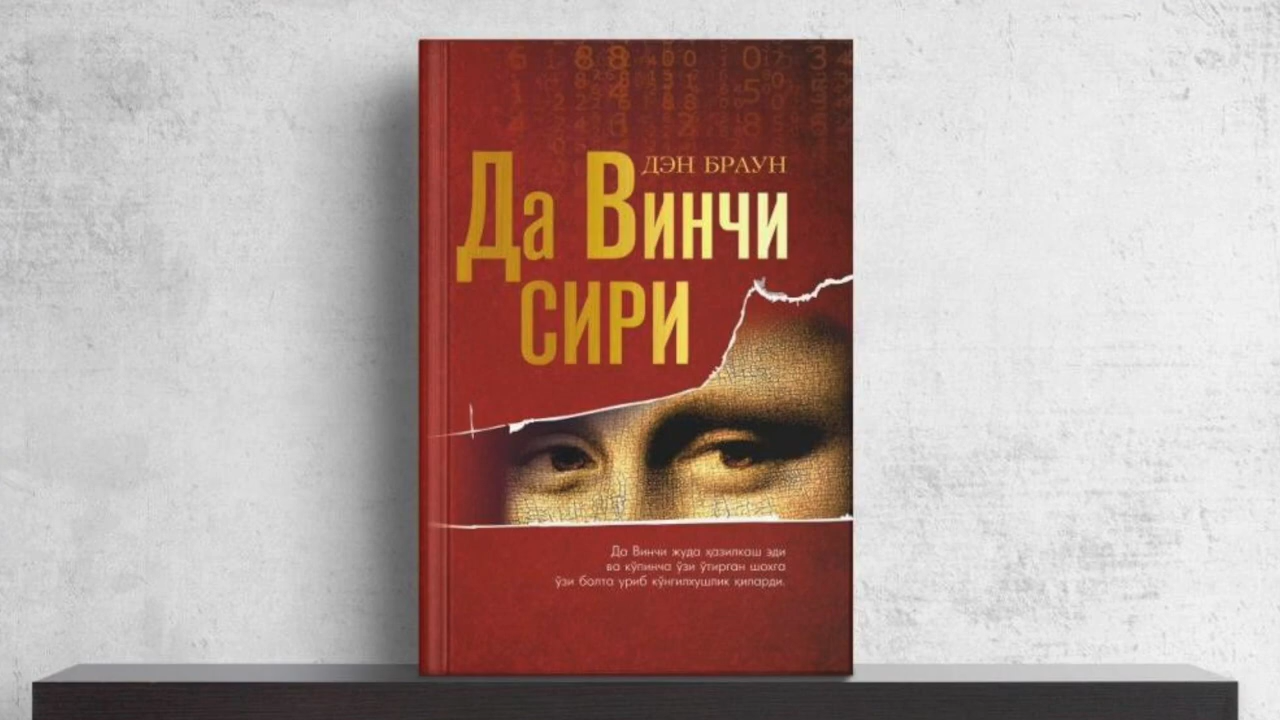 ДЭН БРАУН
Да Винчи
СИРИ
Да Винчи жуда ҳазилкаш эди
ва кўпинча ўзи ўтирган шохга
ўзи болта уриб кўнгилхушлик қиларди.